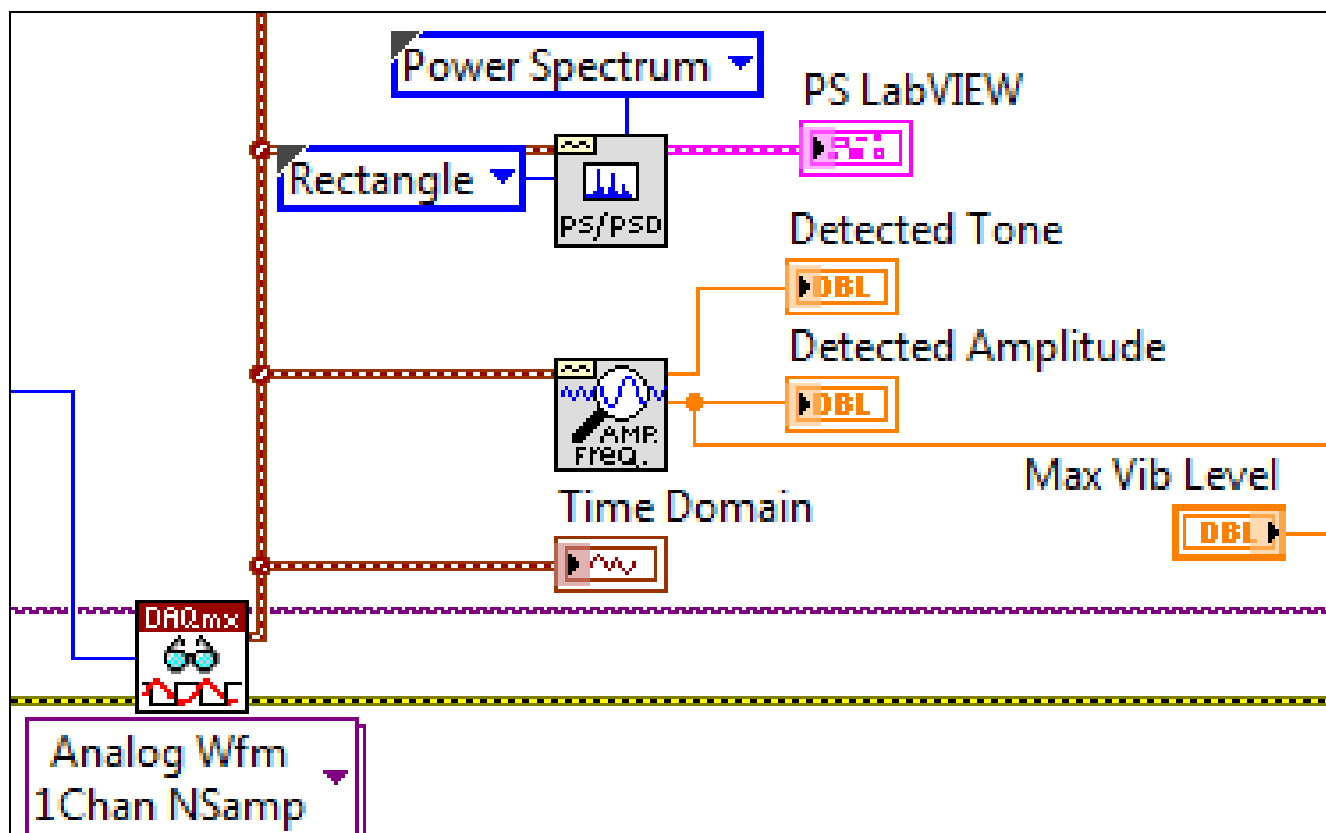 Power Spectrum
PS LabVIEW
Rectangle
PS/PSD
Detected Tone
DBL
Detected Amplitude
DBL
AMP.
Freq.
Max Vib Level
DBL
Time Domain
DAQmx
Analog Wfm
1Chan NSamp